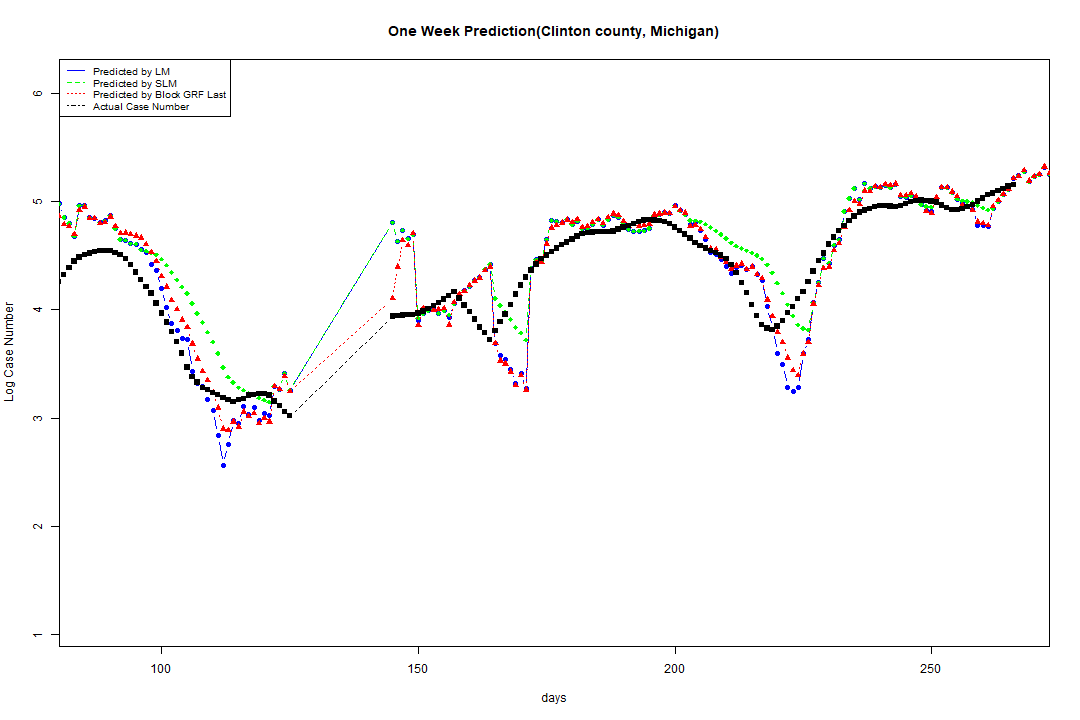 One Week Prediction(Clinton county, Michigan)
Predicted by LM
Predicted by SLM
Predicted by Block GRF Last
Actual Case Number
Log Case Number
6
5
4
3
2
1
100 150 200 250
days